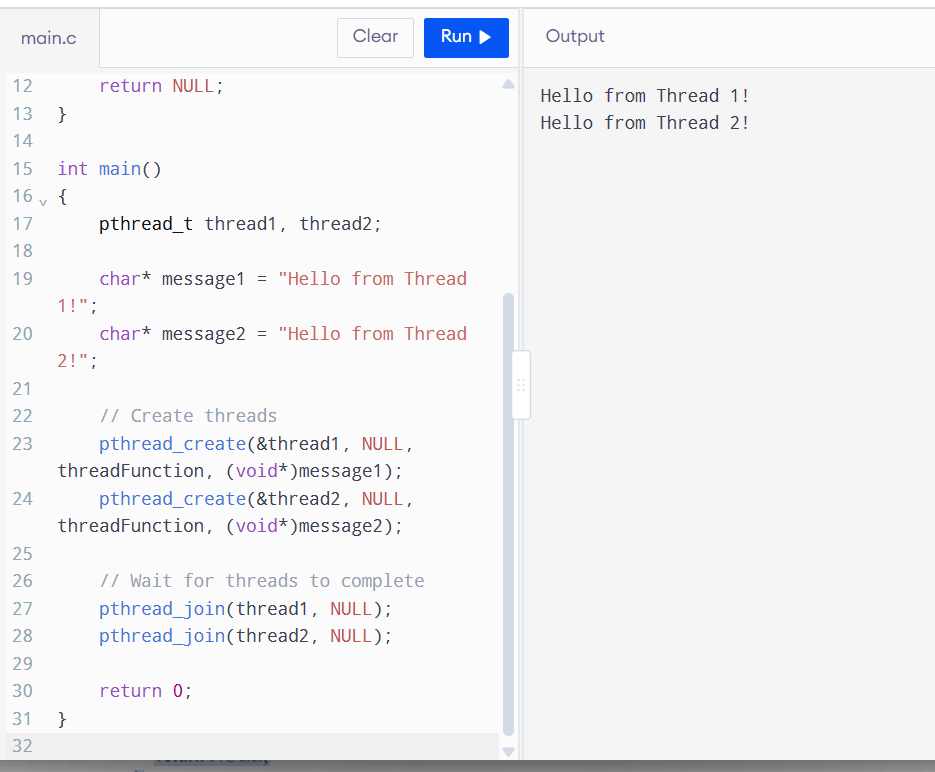 main.c
Clear
Run
Output
12 return NULL;
13 }
14
15 int main()
16 {
17 pthread_t thread1, thread2;
18
19 char* message1 = "Hello from Thread
1!";
20 char* message2 = "Hello from Thread
2!";
21
22 // Create threads
23 pthread_create(&thread1, NULL,
threadFunction, (void*)message1);
24 pthread_create(&thread2, NULL,
threadFunction, (void*)message2);
25
26 // Wait for threads to complete
27 pthread_join(thread1, NULL);
28 pthread_join(thread2, NULL);
29
30 return 0;
31 }
32
Hello from Thread 1!
Hello from Thread 2!